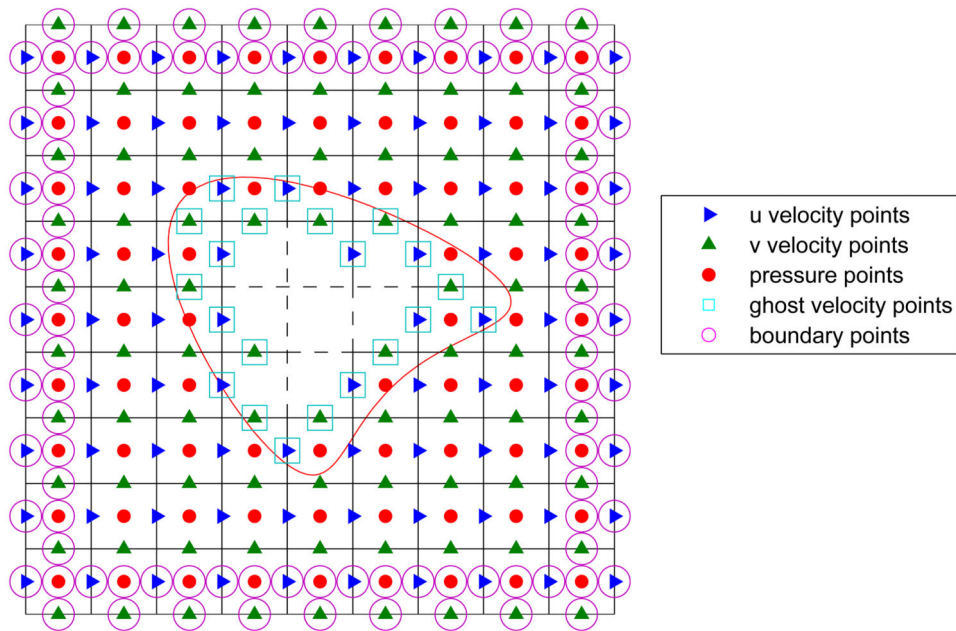 u velocity points
v velocity points
pressure points
ghost velocity points
boundary points